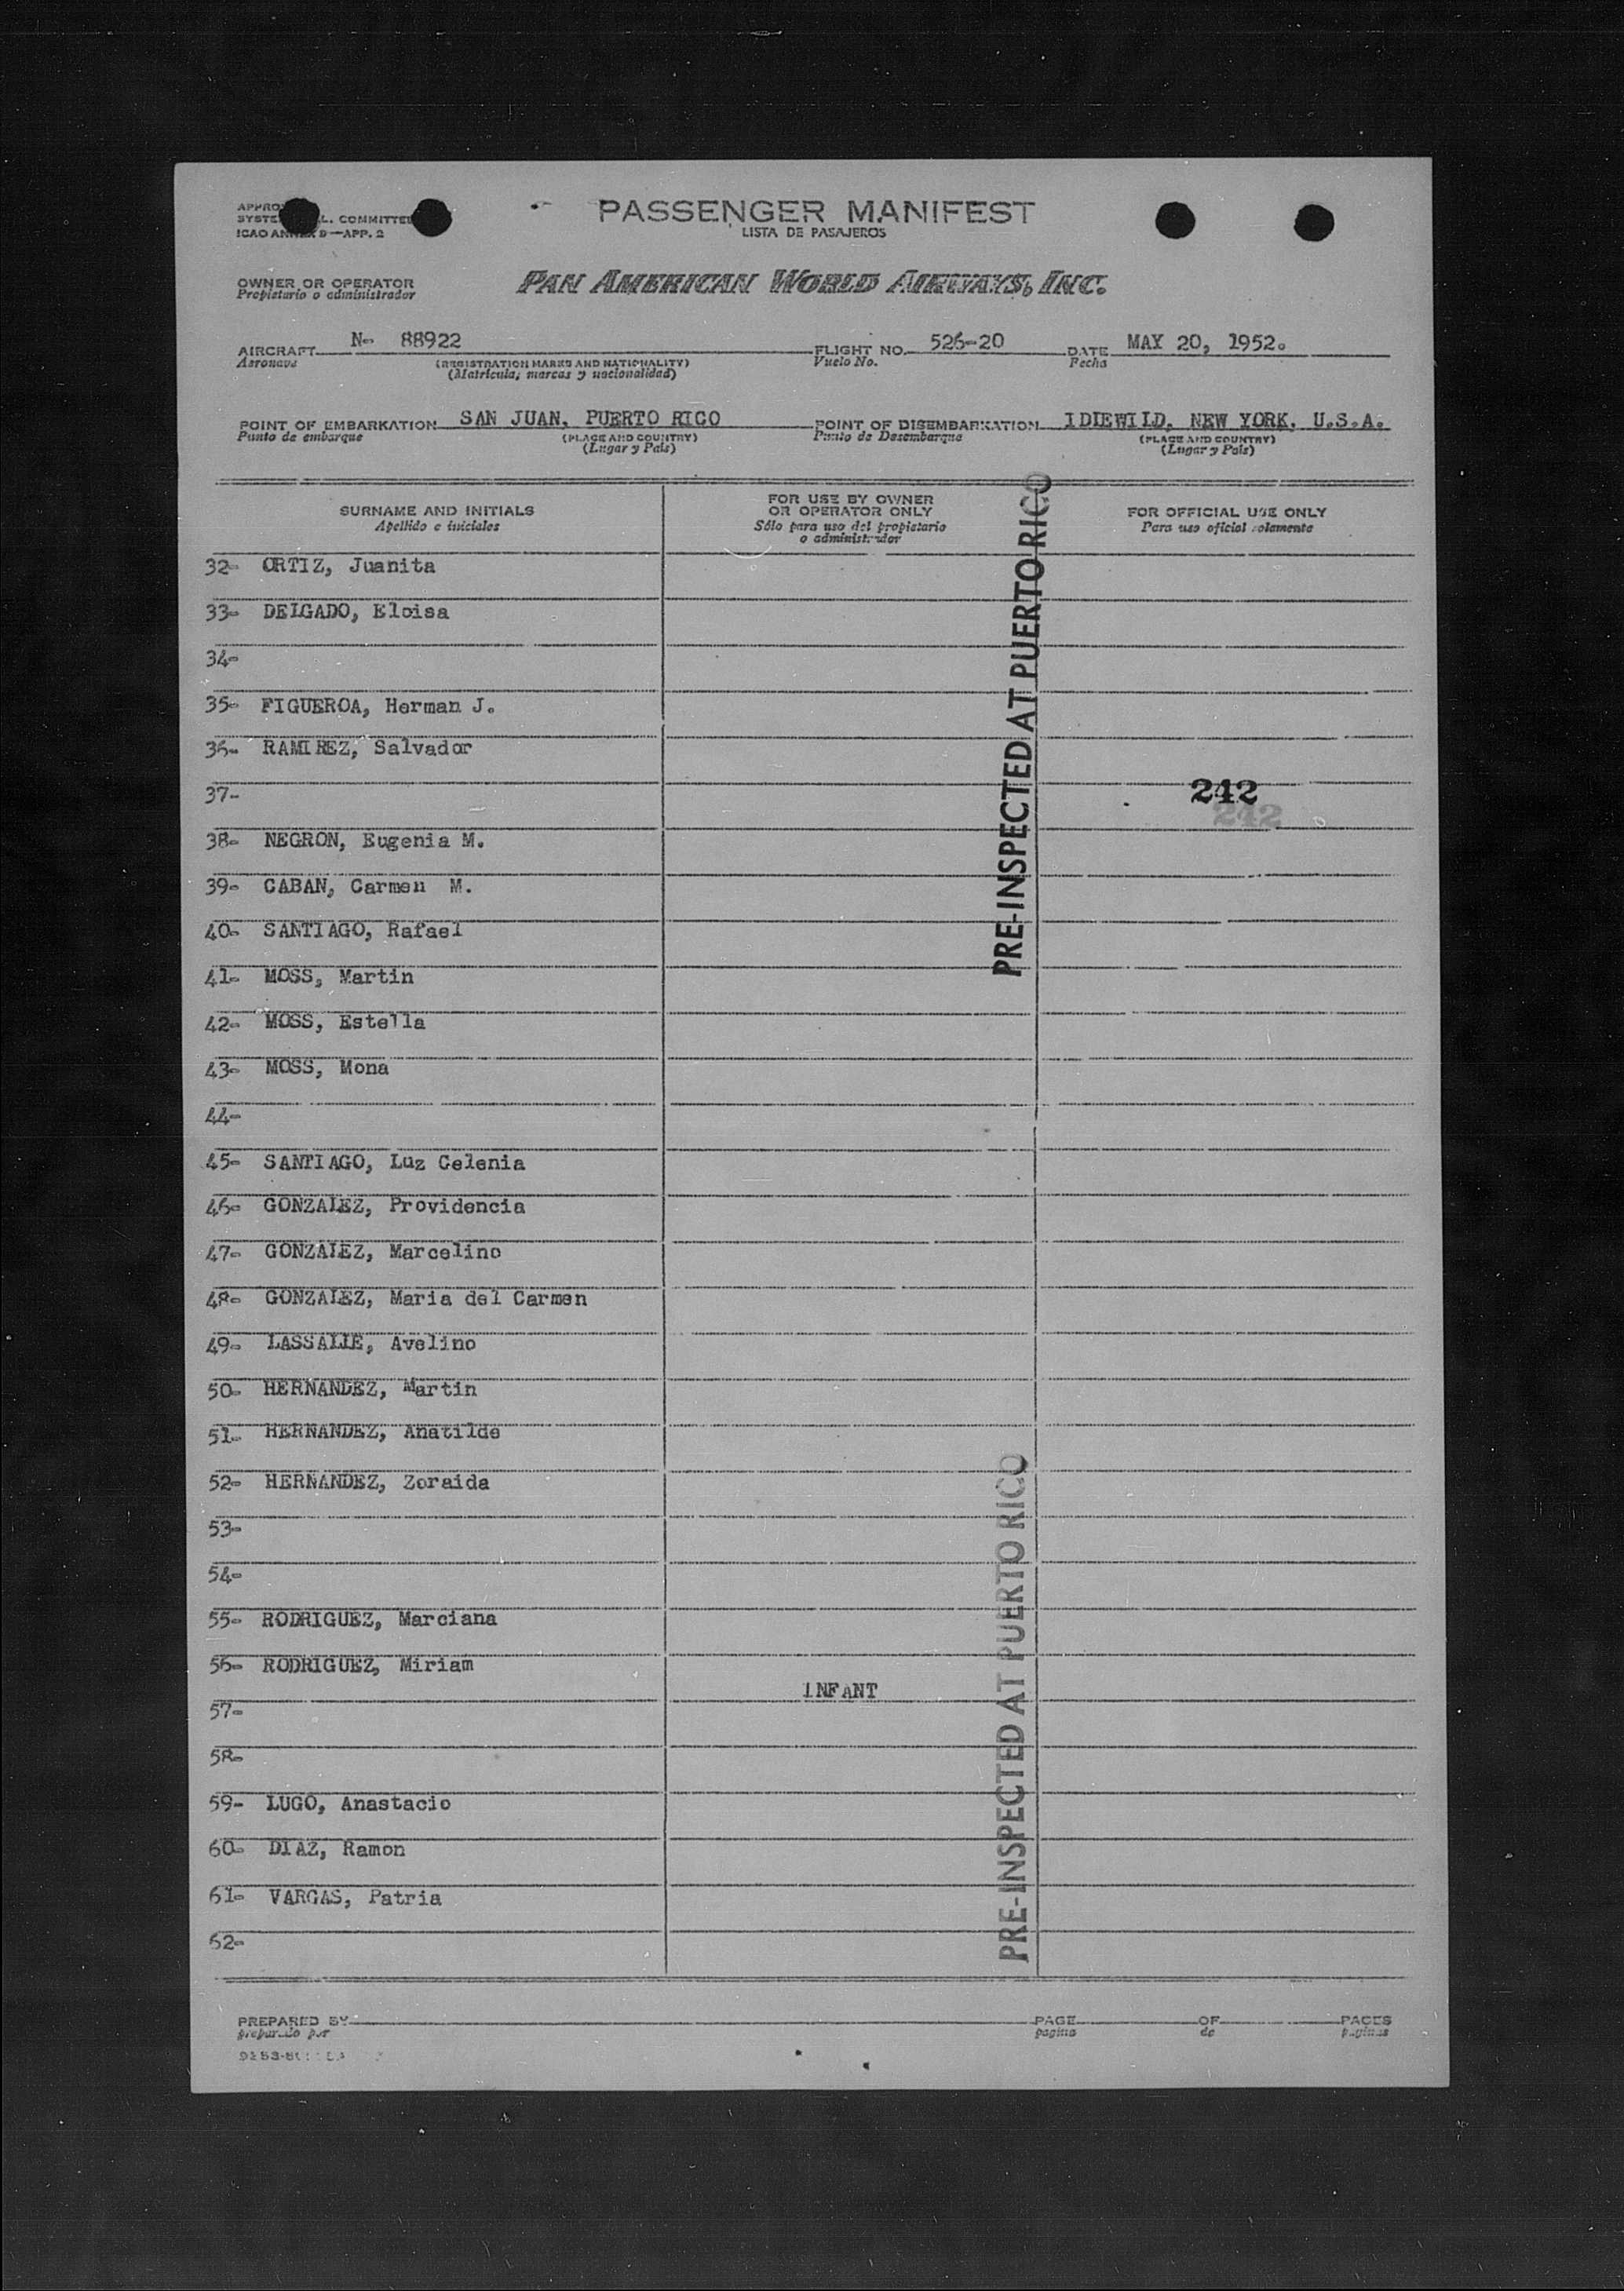 PASSENGER MANIFEST
LISTA DE PASAJEROS
L. COMMITTEE
ICAO ANNEX 9—APP. 2
OWNER OR OPERATOR
Propietario o administrador
PAN AMERICAN WORLD AIRWAYS, INC.
AIRCRAFT N- 88922 FLIGHT NO. 526-20 DATE MAY 20, 1952.
Aeronave (REGISTRATION MARKS AND NATIONALITY) Vuelo No. Fecha
(Matrícula, marcas y nacionalidad)
POINT OF EMBARKATION SAN JUAN, PUERTO RICO POINT OF DISEMBARKATION IDLEWILD, NEW YORK, U.S.A.
Punto de embarque (PLACE AND COUNTRY) Punto de Desembarque (PLACE AND COUNTRY)
(Lugar y País) (Lugar y País)
SURNAME AND INITIALS
Apellido e iniciales
FOR USE BY OWNER
OR OPERATOR ONLY
Sólo para uso del propietario
o administrador
FOR OFFICIAL USE ONLY
Para uso oficial solamente
32- ORTIZ, Juanita
33- DELGADO, Eloisa
34-
35- FIGUEROA, Herman J.
36- RAMIREZ, Salvador
37-
242
242
38- NEGRON, Eugenia M.
39- CABAN, Carmen M.
40- SANTIAGO, Rafael
41- MOSS, Martin
42- MOSS, Estella
43- MOSS, Mona
44-
45- SANTIAGO, Luz Celenia
46- GONZALEZ, Providencia
47- GONZALEZ, Marcelino
48- GONZALEZ, Maria del Carmen
49- LASSALLE, Avelino
50- HERNANDEZ, Martin
51- HERNANDEZ, Anatilde
52- HERNANDEZ, Zoraida
53-
54-
55- RODRIGUEZ, Marciana
56- RODRIGUEZ, Miriam
INFANT
57-
58-
59- LUGO, Anastacio
60- DIAZ, Ramon
61- VARGAS, Patria
62-
PRE-INSPECTED AT PUERTO RICO
PRE-INSPECTED AT PUERTO RICO
PREPARED BY PAGE OF PAGES
preparado por pagina de paginas